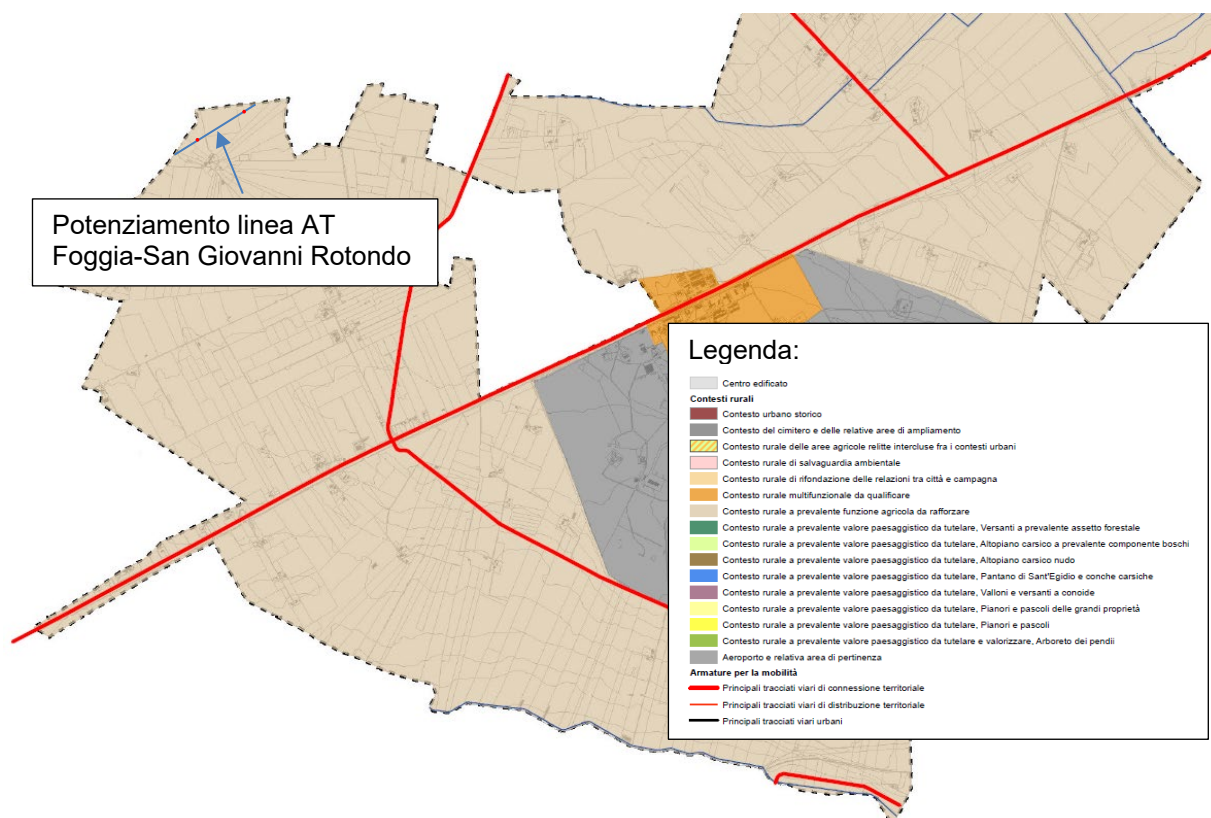 Potenziamento linea AT
Foggia-San Giovanni Rotondo
Legenda:
Centro edificato
Contesti rurali
Contesto urbano storico
Contesto del cimitero e delle relative aree di ampliamento
Contesto rurale delle aree agricole relitte intercluse fra i contesti urbani
Contesto rurale di salvaguardia ambientale
Contesto rurale di rifondazione delle relazioni tra città e campagna
Contesto rurale multifunzionale da qualificare
Contesto rurale a prevalente funzione agricola da rafforzare
Contesto rurale a prevalente valore paesaggistico da tutelare, Versanti a prevalente assetto forestale
Contesto rurale a prevalente valore paesaggistico da tutelare, Altopiano carsico a prevalente componente boschi
Contesto rurale a prevalente valore paesaggistico da tutelare, Altopiano carsico nudo
Contesto rurale a prevalente valore paesaggistico da tutelare, Pantano di Sant'Egidio e conche carsiche
Contesto rurale a prevalente valore paesaggistico da tutelare, Valloni e versanti a conoide
Contesto rurale a prevalente valore paesaggistico da tutelare, Pianori e pascoli delle grandi proprietà
Contesto rurale a prevalente valore paesaggistico da tutelare, Pianori e pascoli
Contesto rurale a prevalente valore paesaggistico da tutelare e valorizzare, Arboreto dei pendii
Aeroporto e relativa area di pertinenza
Armature per la mobilità
Principali tracciati viari di connessione territoriale
Principali tracciati viari di distribuzione territoriale
Principali tracciati viari urbani